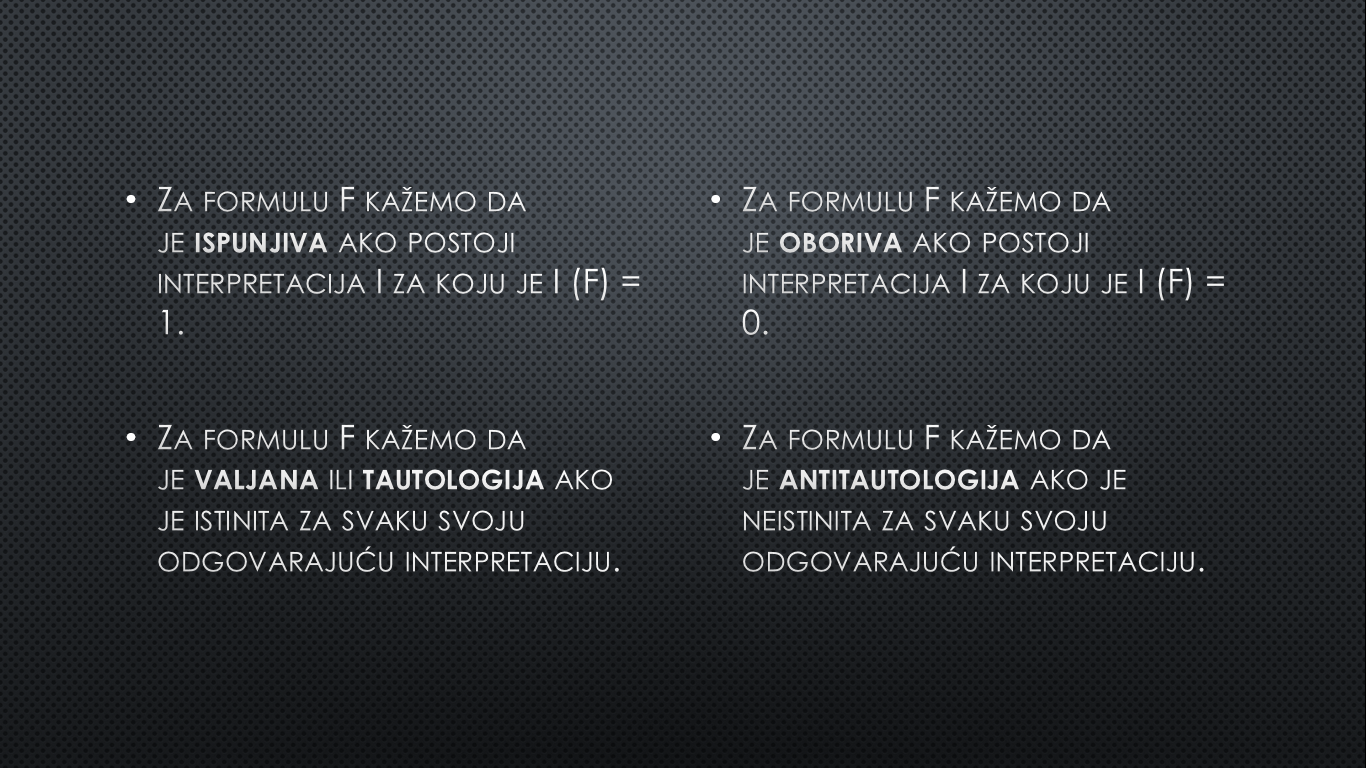 • Za formulu F kažemo da
je ispunjiva ako postoji
interpretacija I za koju je I (F) =
1.
• Za formulu F kažemo da
je valjana ili tautologija ako
je istinita za svaku svoju
odgovarajuću interpretaciju.
• Za formulu F kažemo da
je oboriva ako postoji
interpretacija I za koju je I (F) =
0.
• Za formulu F kažemo da
je antitautologija ako je
neistinita za svaku svoju
odgovarajuću interpretaciju.